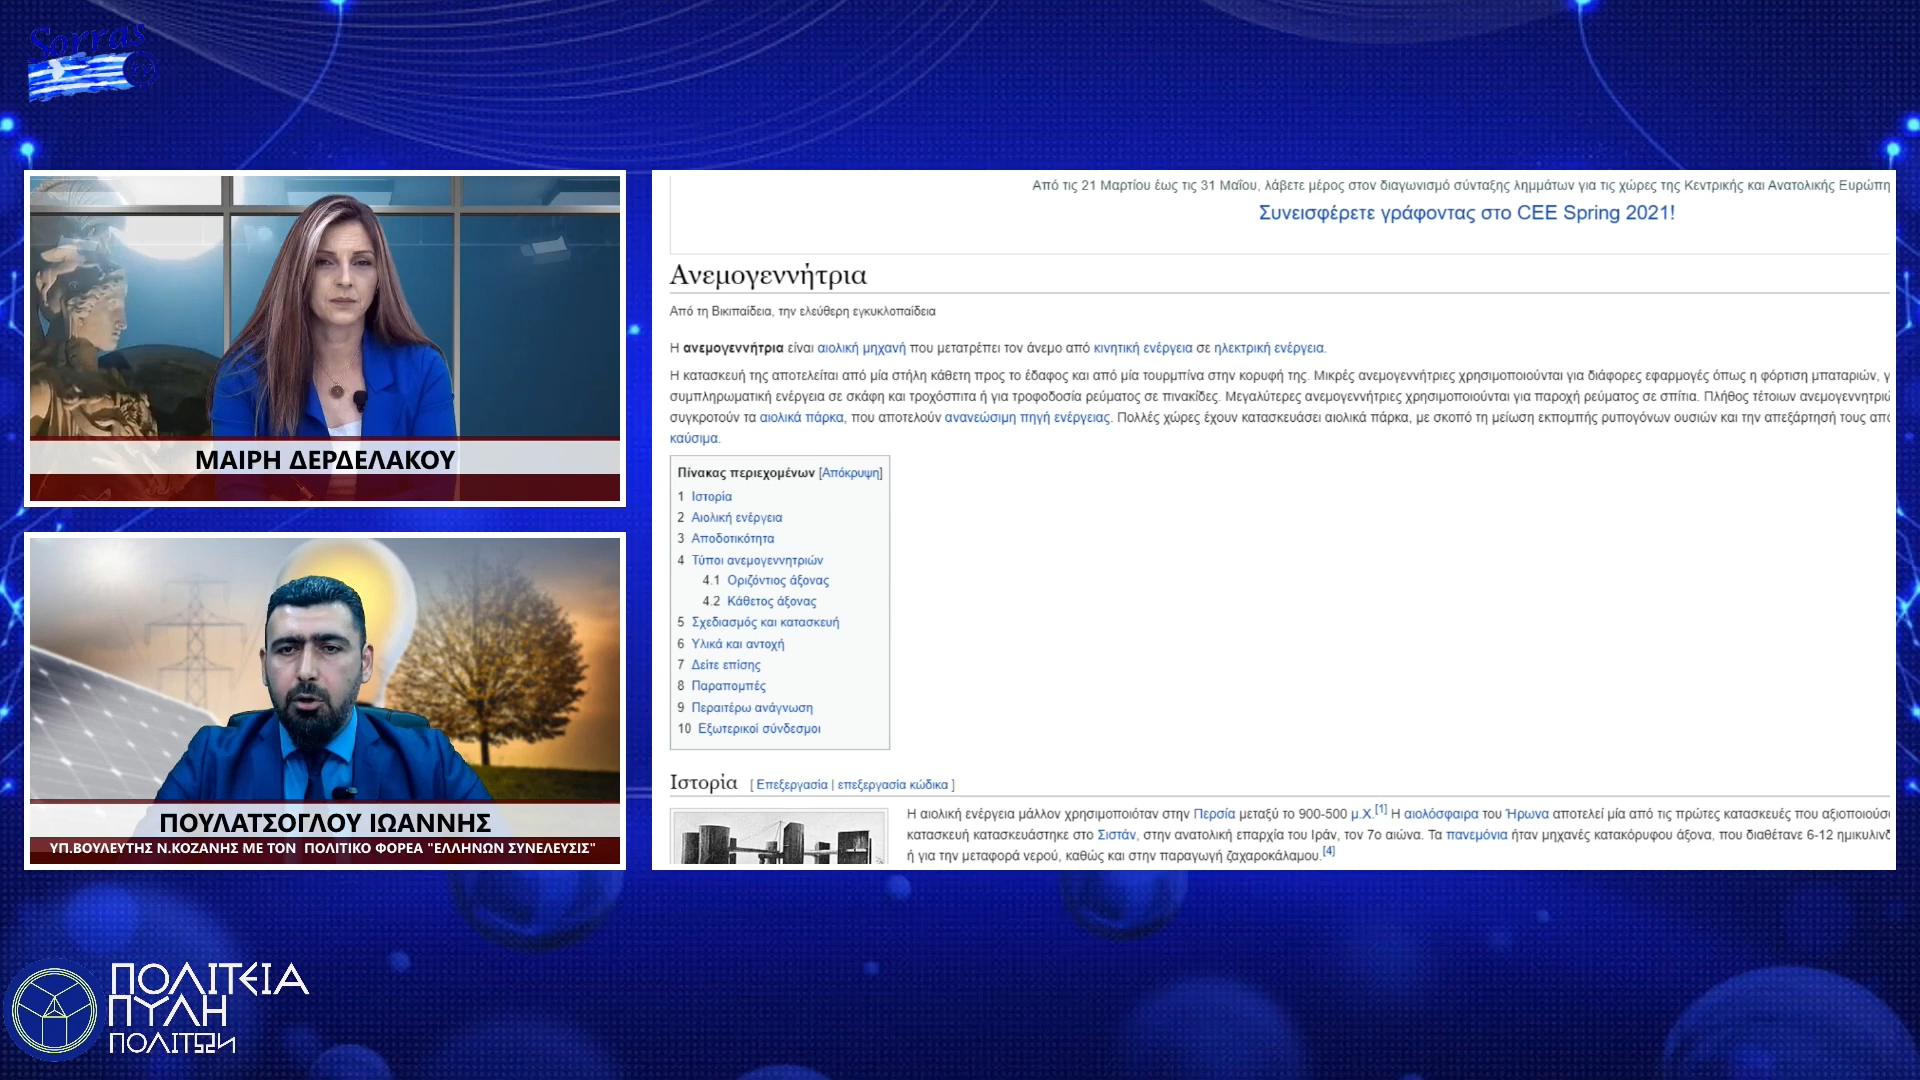 Sorras
TV
ΜΑΙΡΗ ΔΕΡΔΕΛΑΚΟΥ
ΠΟΥΛΑΤΣΟΓΛΟΥ ΙΩΑΝΝΗΣ
ΥΠ.ΒΟΥΛΕΥΤΗΣ Ν.ΚΟΖΑΝΗΣ ΜΕ ΤΟΝ ΠΟΛΙΤΙΚΟ ΦΟΡΕΑ "ΕΛΛΗΝΩΝ ΣΥΝΕΛΕΥΣΙΣ"
Από τις 21 Μαρτίου έως τις 31 Μαΐου, λάβετε μέρος στον διαγωνισμό σύνταξης λημμάτων για τις χώρες της Κεντρικής και Ανατολικής Ευρώπη
Συνεισφέρετε γράφοντας στο CEE Spring 2021!
Ανεμογεννήτρια
Από τη Βικιπαίδεια, την ελεύθερη εγκυκλοπαίδεια
Η ανεμογεννήτρια είναι αιολική μηχανή που μετατρέπει τον άνεμο από κινητική ενέργεια σε ηλεκτρική ενέργεια.
Η κατασκευή της αποτελείται από μία στήλη κάθετη προς το έδαφος και από μία τουρμπίνα στην κορυφή της. Μικρές ανεμογεννήτριες χρησιμοποιούνται για διάφορες εφαρμογές όπως η φόρτιση μπαταριών, γ
συμπληρωματική ενέργεια σε σκάφη και τροχόσπιτα ή για τροφοδοσία ρεύματος σε πινακίδες. Μεγαλύτερες ανεμογεννήτριες χρησιμοποιούνται για παροχή ρεύματος σε σπίτια. Πλήθος τέτοιων ανεμογεννητριώ
συγκροτούν τα αιολικά πάρκα, που αποτελούν ανανεώσιμη πηγή ενέργειας. Πολλές χώρες έχουν κατασκευάσει αιολικά πάρκα, με σκοπό τη μείωση εκπομπής ρυπογόνων ουσιών και την απεξάρτησή τους από
καύσιμα.
Πίνακας περιεχομένων [Απόκρυψη]
1 Ιστορία
2 Αιολική ενέργεια
3 Αποδοτικότητα
4 Τύποι ανεμογεννητριών
4.1 Οριζόντιος άξονας
4.2 Κάθετος άξονας
5 Σχεδιασμός και κατασκευή
6 Υλικά και αντοχή
7 Δείτε επίσης
8 Παραπομπές
9 Περαιτέρω ανάγνωση
10 Εξωτερικοί σύνδεσμοι
Ιστορία [ Επεξεργασία | επεξεργασία κώδικα ]
Η αιολική ενέργεια μάλλον χρησιμοποιόταν στην Περσία μεταξύ το 900-500 μ.Χ.[1] Η αιολόσφαιρα του Ήρωνα αποτελεί μία από τις πρώτες κατασκευές που αξιοποιούσ
κατασκευή κατασκευάστηκε στο Σιστάν, στην ανατολική επαρχία του Ιράν, τον 7ο αιώνα. Τα πανεμόνια ήταν μηχανές κατακόρυφου άξονα, που διαθέτανε 6-12 ημικυλινδ
ή για την μεταφορά νερού, καθώς και στην παραγωγή ζαχαροκάλαμου.[4]
ΠΟΛΙΤΕΙΑ
ΠΥΛΗ
ΠΟΛΙΤΩΝ